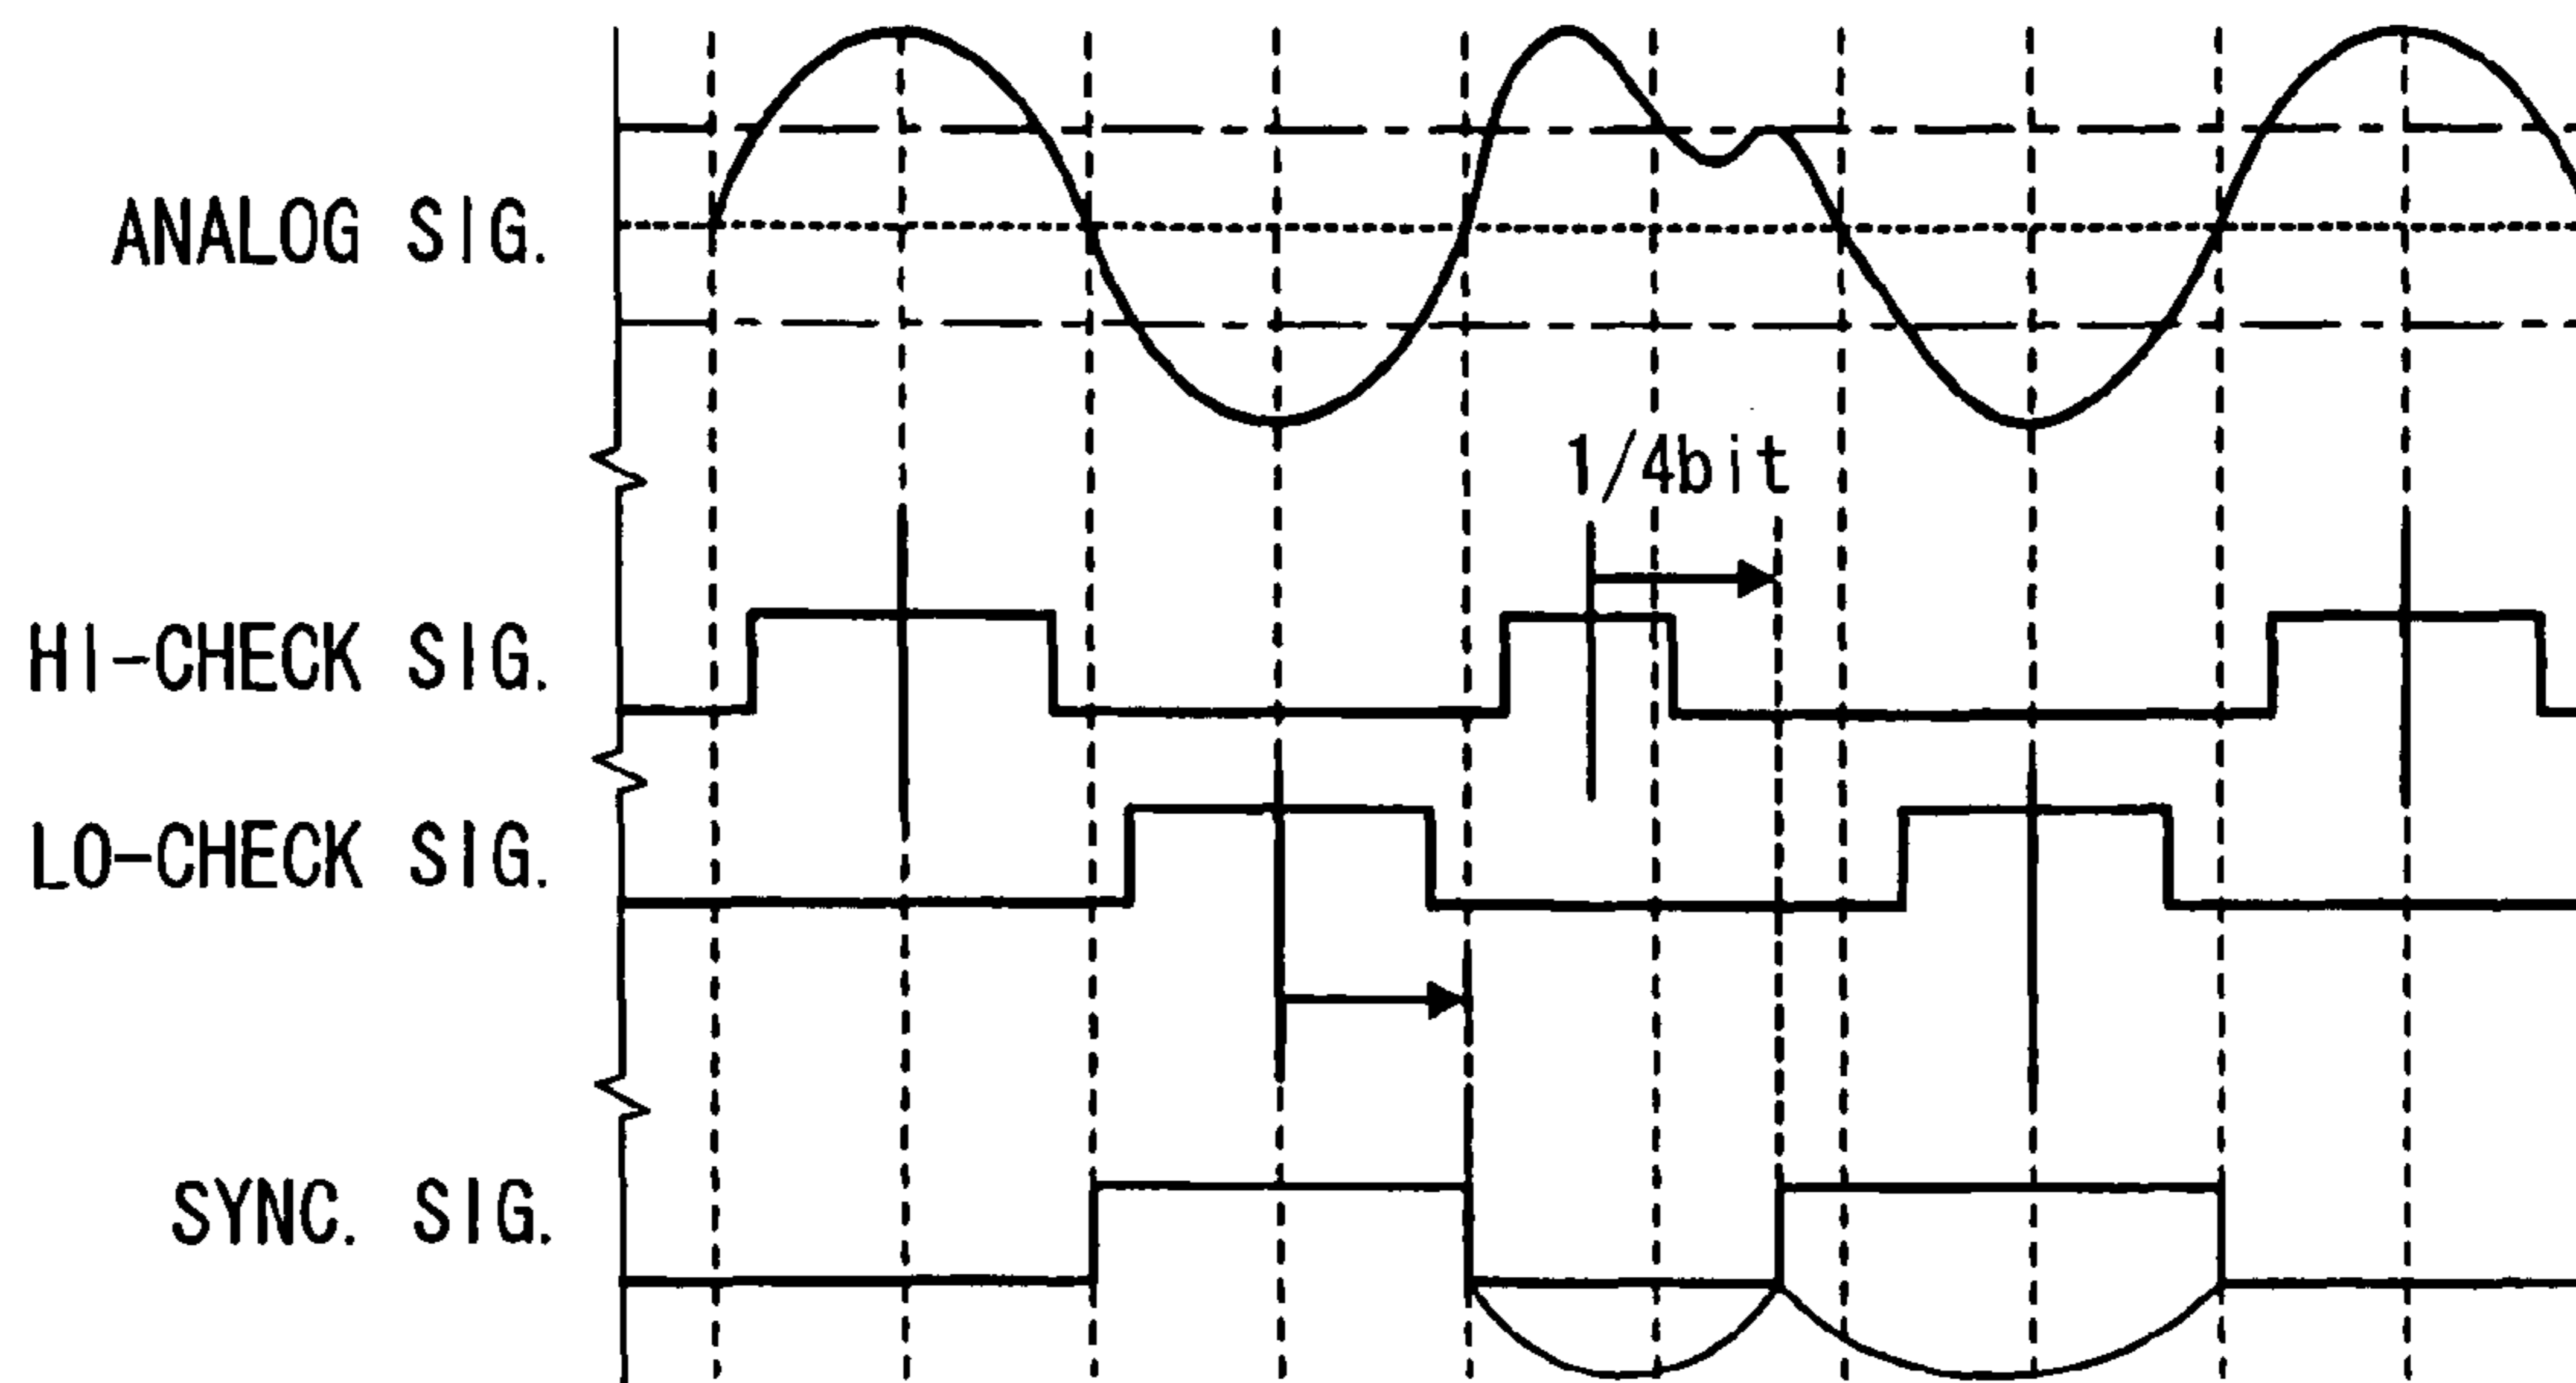 ANALOG SIG.
1/4bit
HI-CHECK SIG.
LO-CHECK SIG.
SYNC. SIG.